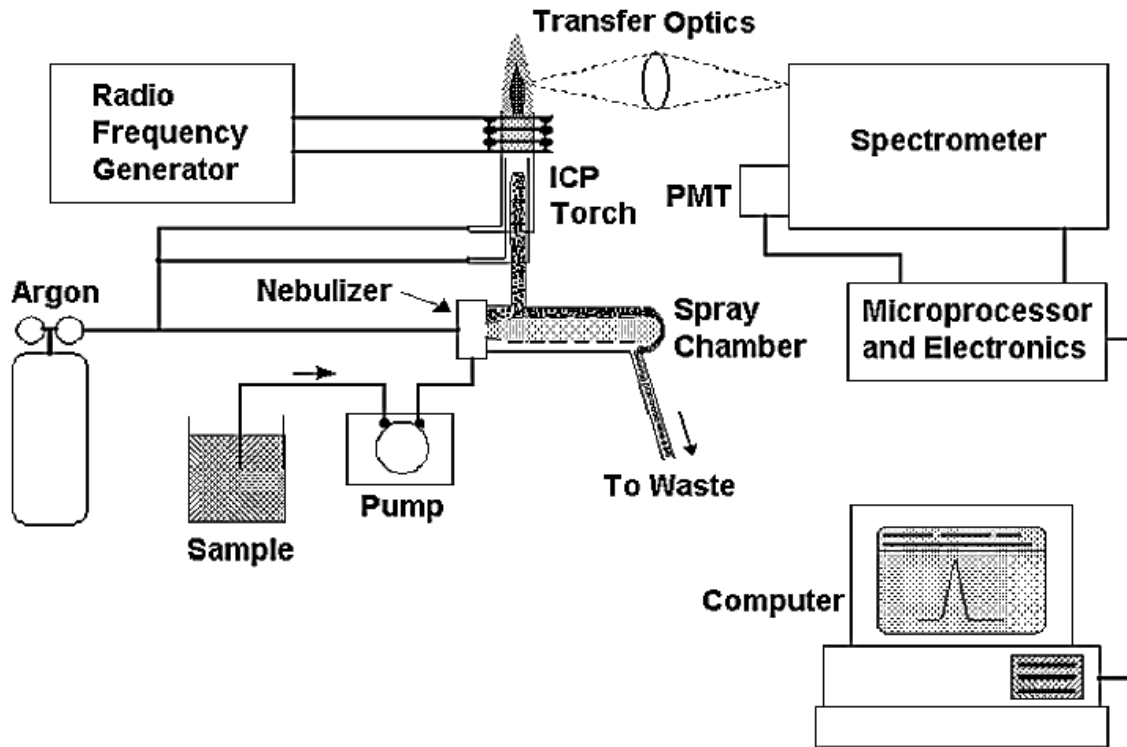 Transfer Optics
Radio
Frequency
Generator
Spectrometer
ICP
Torch
PMT
Argon
Nebulizer
Spray
Chamber
Microprocessor
and Electronics
Pump
To Waste
Sample
Computer